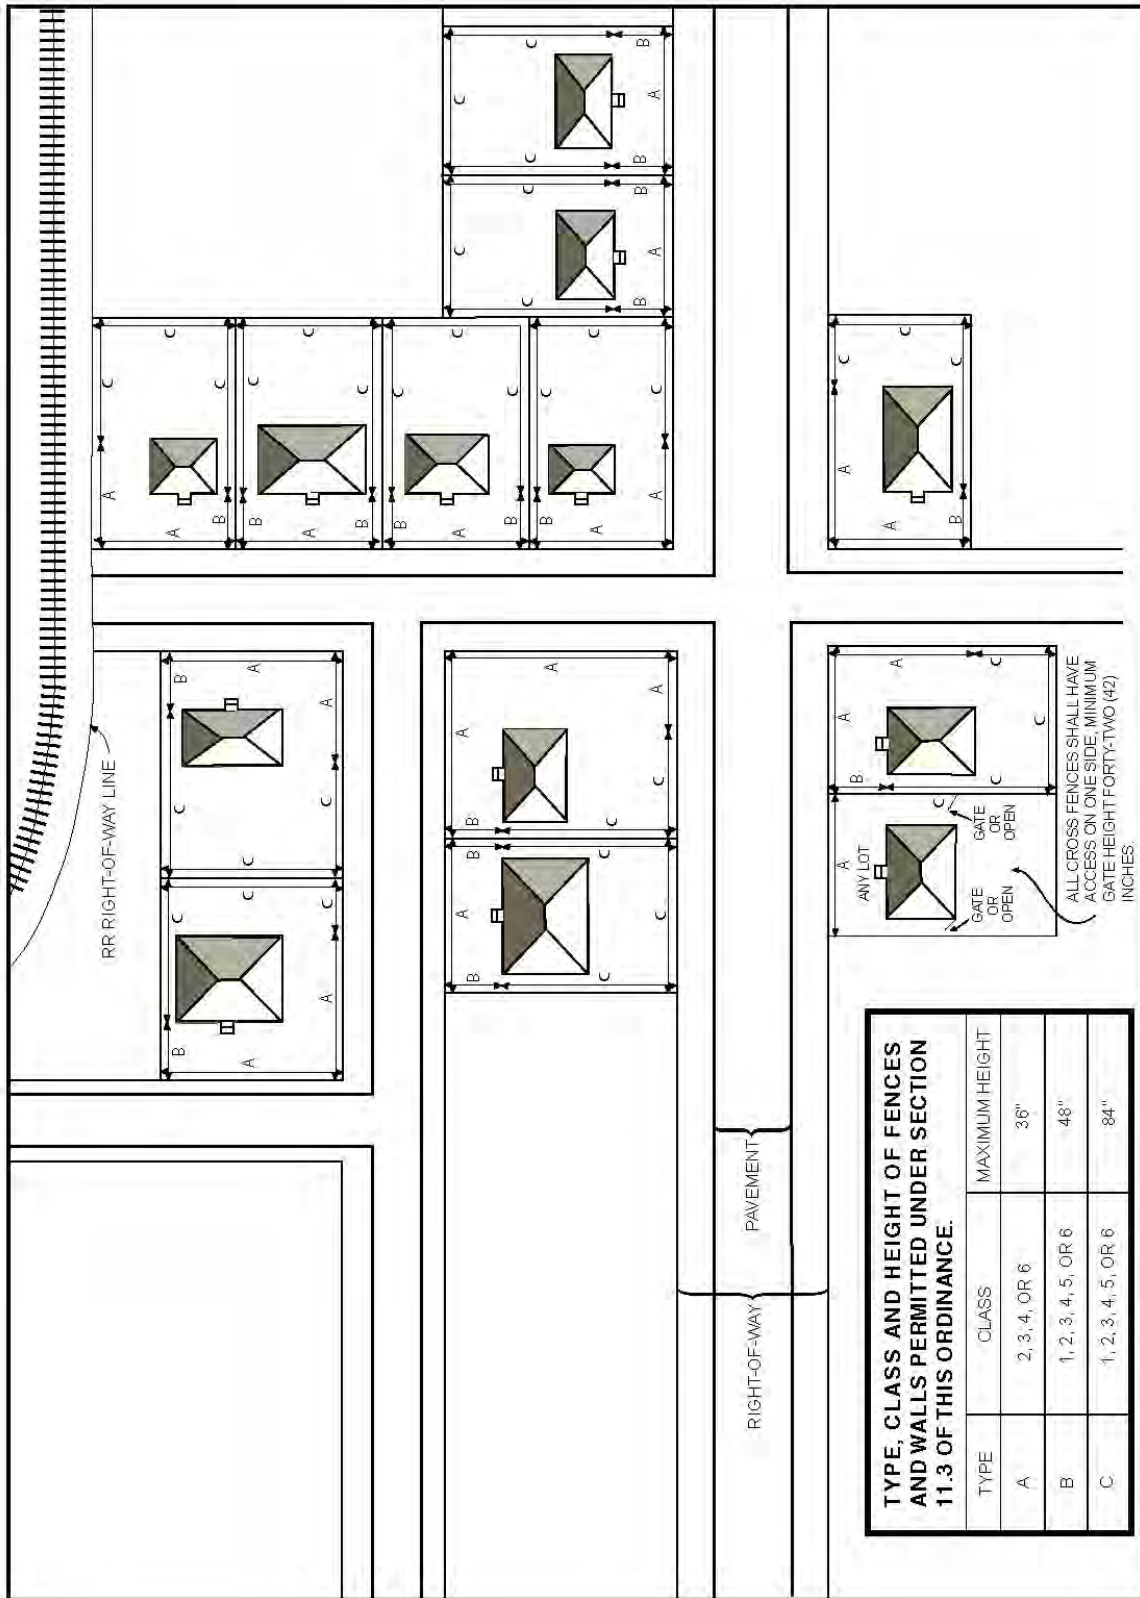 RR RIGHT-OF-WAY LINE
B C B
A C C A
A C C A
A C
A C
B C
B C
A C
B C
B C
A C
B C
B C
A C
A C
C C C
B A B
C C C
B A B
B A B A
C C C A
C C C A
RIGHT-OF-WAY
PAVEMENT
A
ANY LOT
GATE
OR
OPEN
GATE
OR
OPEN
C
B A A
C C C
A C
A C
B C
ALL CROSS FENCES SHALL HAVE
ACCESS ON ONE SIDE, MINIMUM
GATE HEIGHT FORTY-TWO (42)
INCHES.
TYPE, CLASS AND HEIGHT OF FENCES
AND WALLS PERMITTED UNDER SECTION
11.3 OF THIS ORDINANCE.
TYPE CLASS MAXIMUM HEIGHT
A 2, 3, 4, OR 6 36"
B 1, 2, 3, 4, 5, OR 6 48"
C 1, 2, 3, 4, 5, OR 6 84"